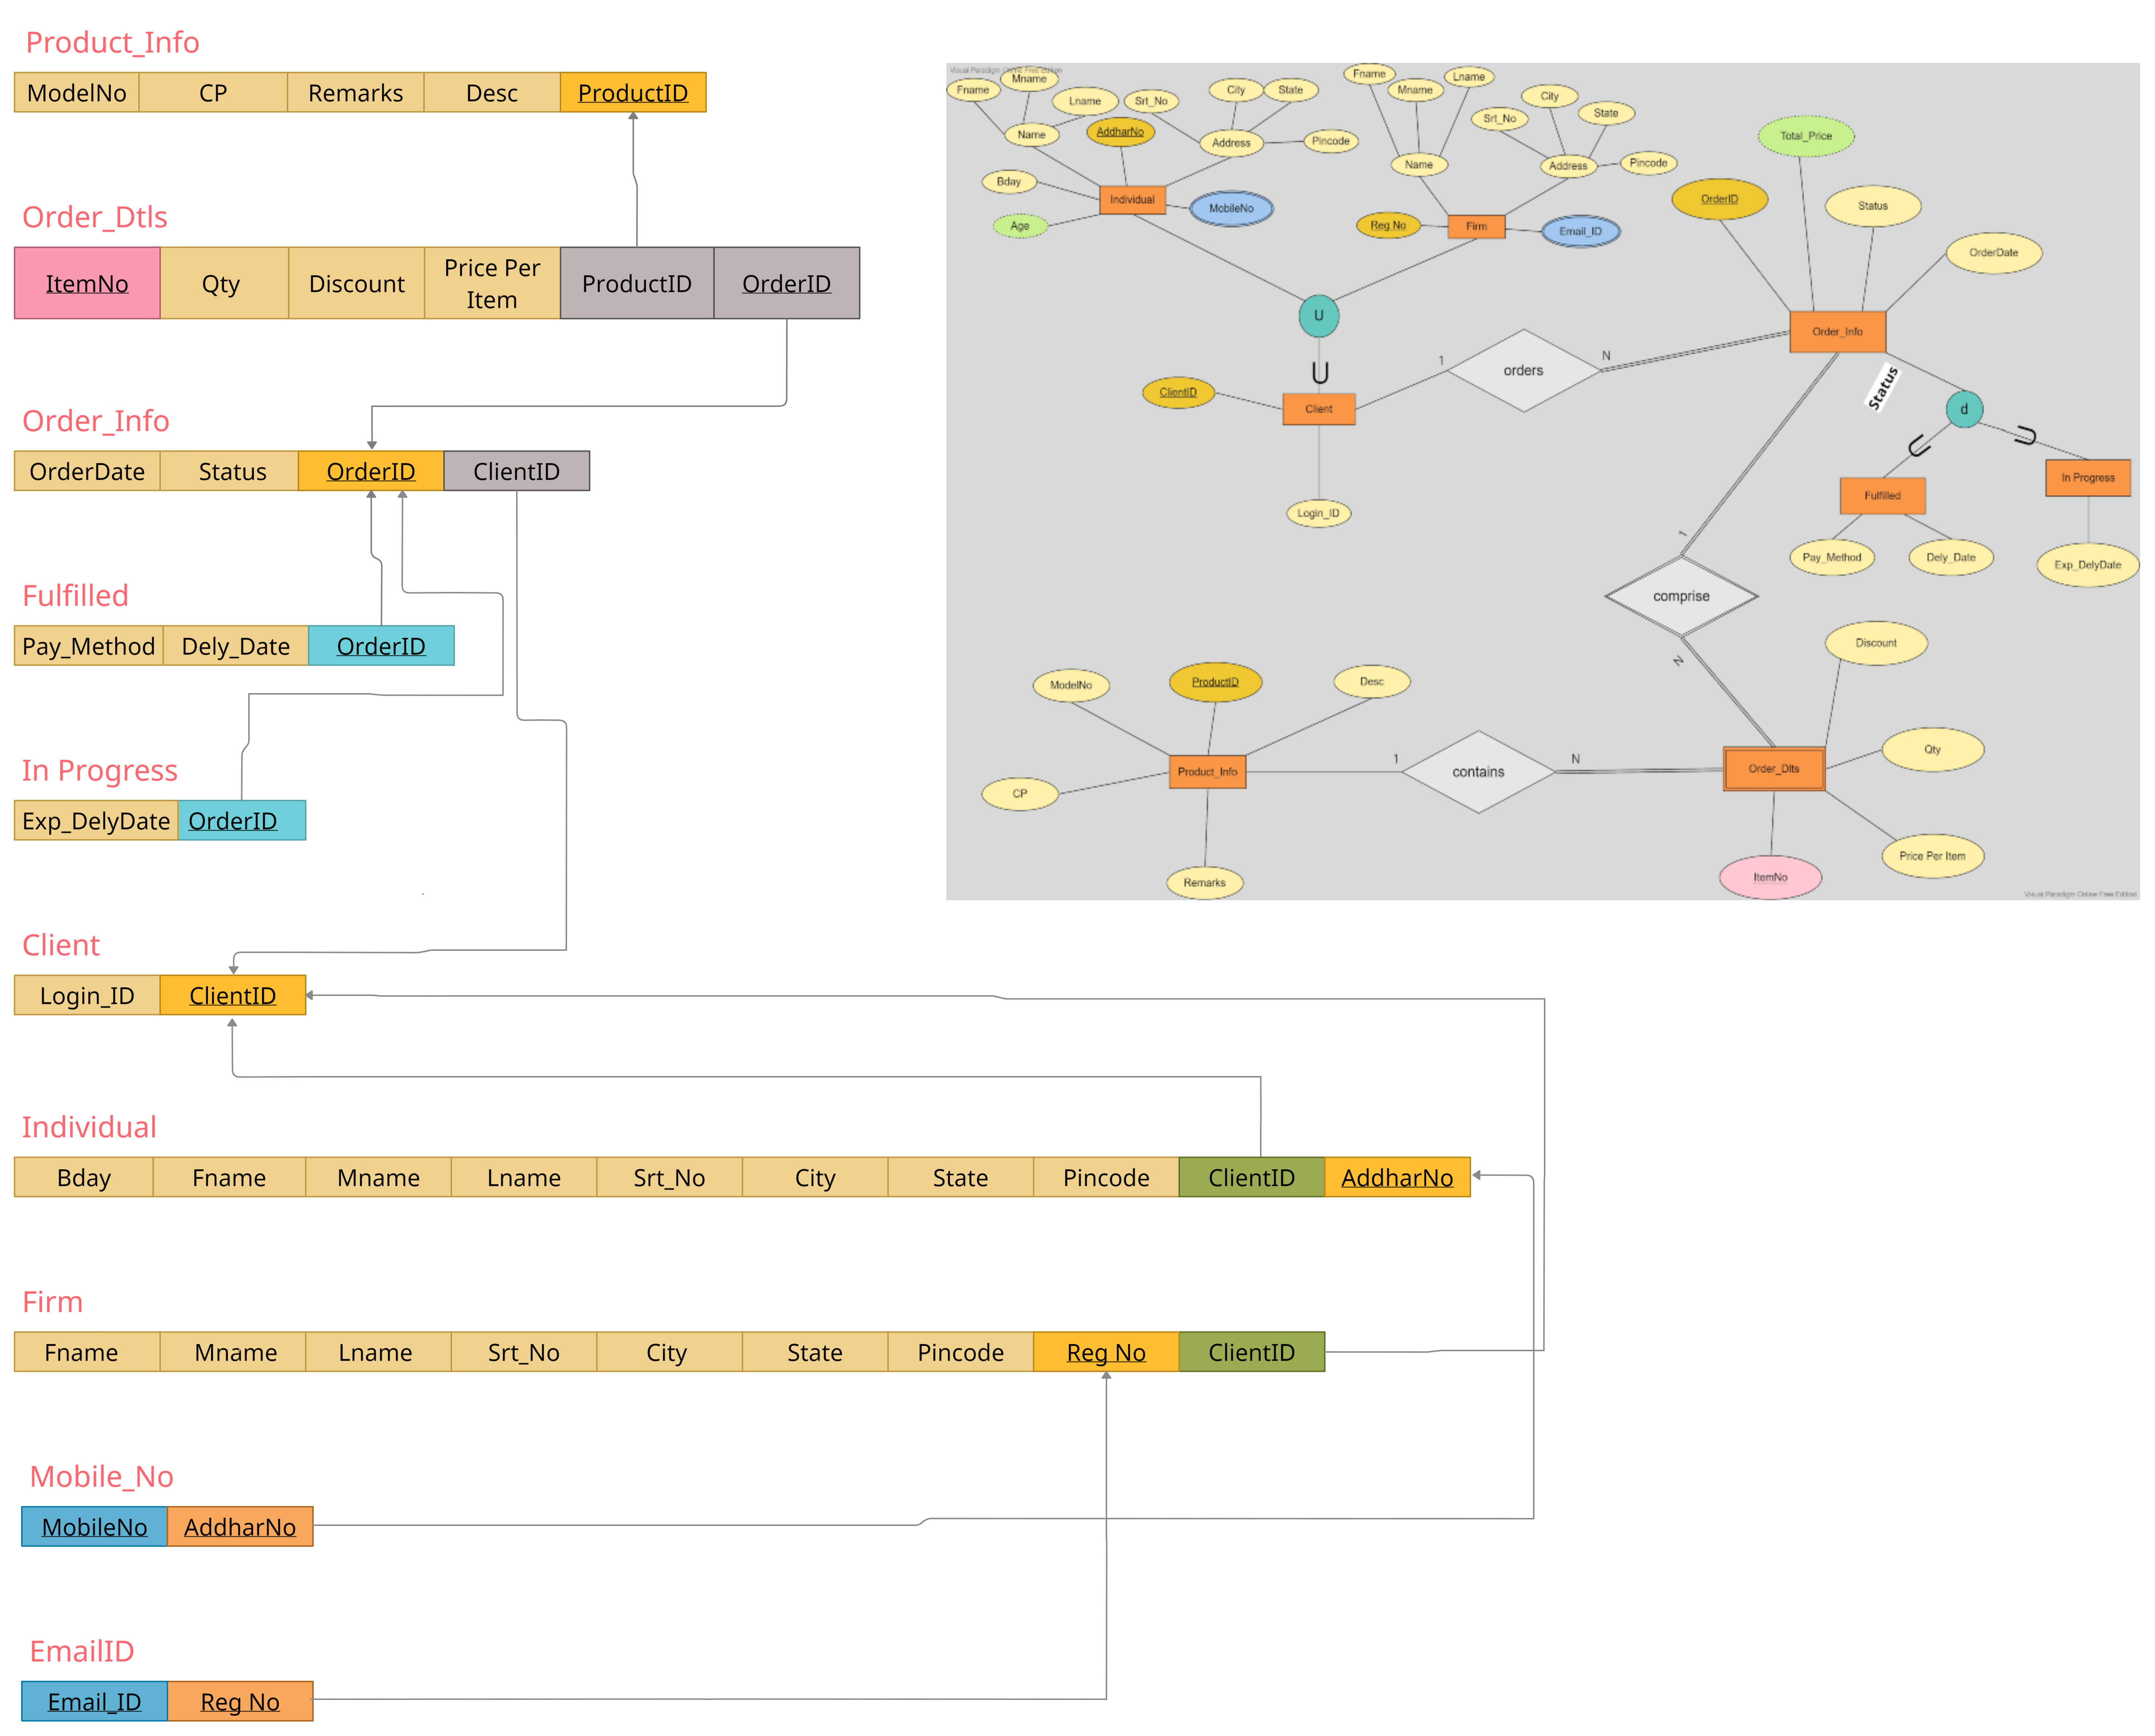 Product_Info
ModelNo CP Remarks Desc ProductID
Order_Dtls
ItemNo Qty Discount Price Per Item ProductID OrderID
Order_Info
OrderDate Status OrderID ClientID
Fulfilled
Pay_Method Dely_Date OrderID
In Progress
Exp_DelyDate OrderID
Client
Login_ID ClientID
Individual
Bday Fname Mname Lname Srt_No City State Pincode ClientID AddharNo
Firm
Fname Mname Lname Srt_No City State Pincode Reg No ClientID
Mobile_No
MobileNo AddharNo
EmailID
Email_ID Reg No
Visual Paradigm Online Free Edition
Fname
Mname
Lname
Name
AddharNo
Srt_No
City
State
Address
Pincode
Bday
Age
Individual
MobileNo
Fname
Mname
Lname
Name
Srt_No
City
State
Address
Pincode
Reg No
Firm
Email_ID
Total_Price
OrderID
Status
OrderDate
Order_Info
U
U
ClientID
Client
Login_ID
1
orders
N
Status
d
U
U
Fulfilled
In Progress
Pay_Method
Dely_Date
Exp_DelyDate
1
comprise
N
Discount
Qty
Order_Dlts
Price Per Item
ItemNo
ModelNo
ProductID
Desc
Product_Info
1
contains
N
CP
Remarks
Visual Paradigm Online Free Edition